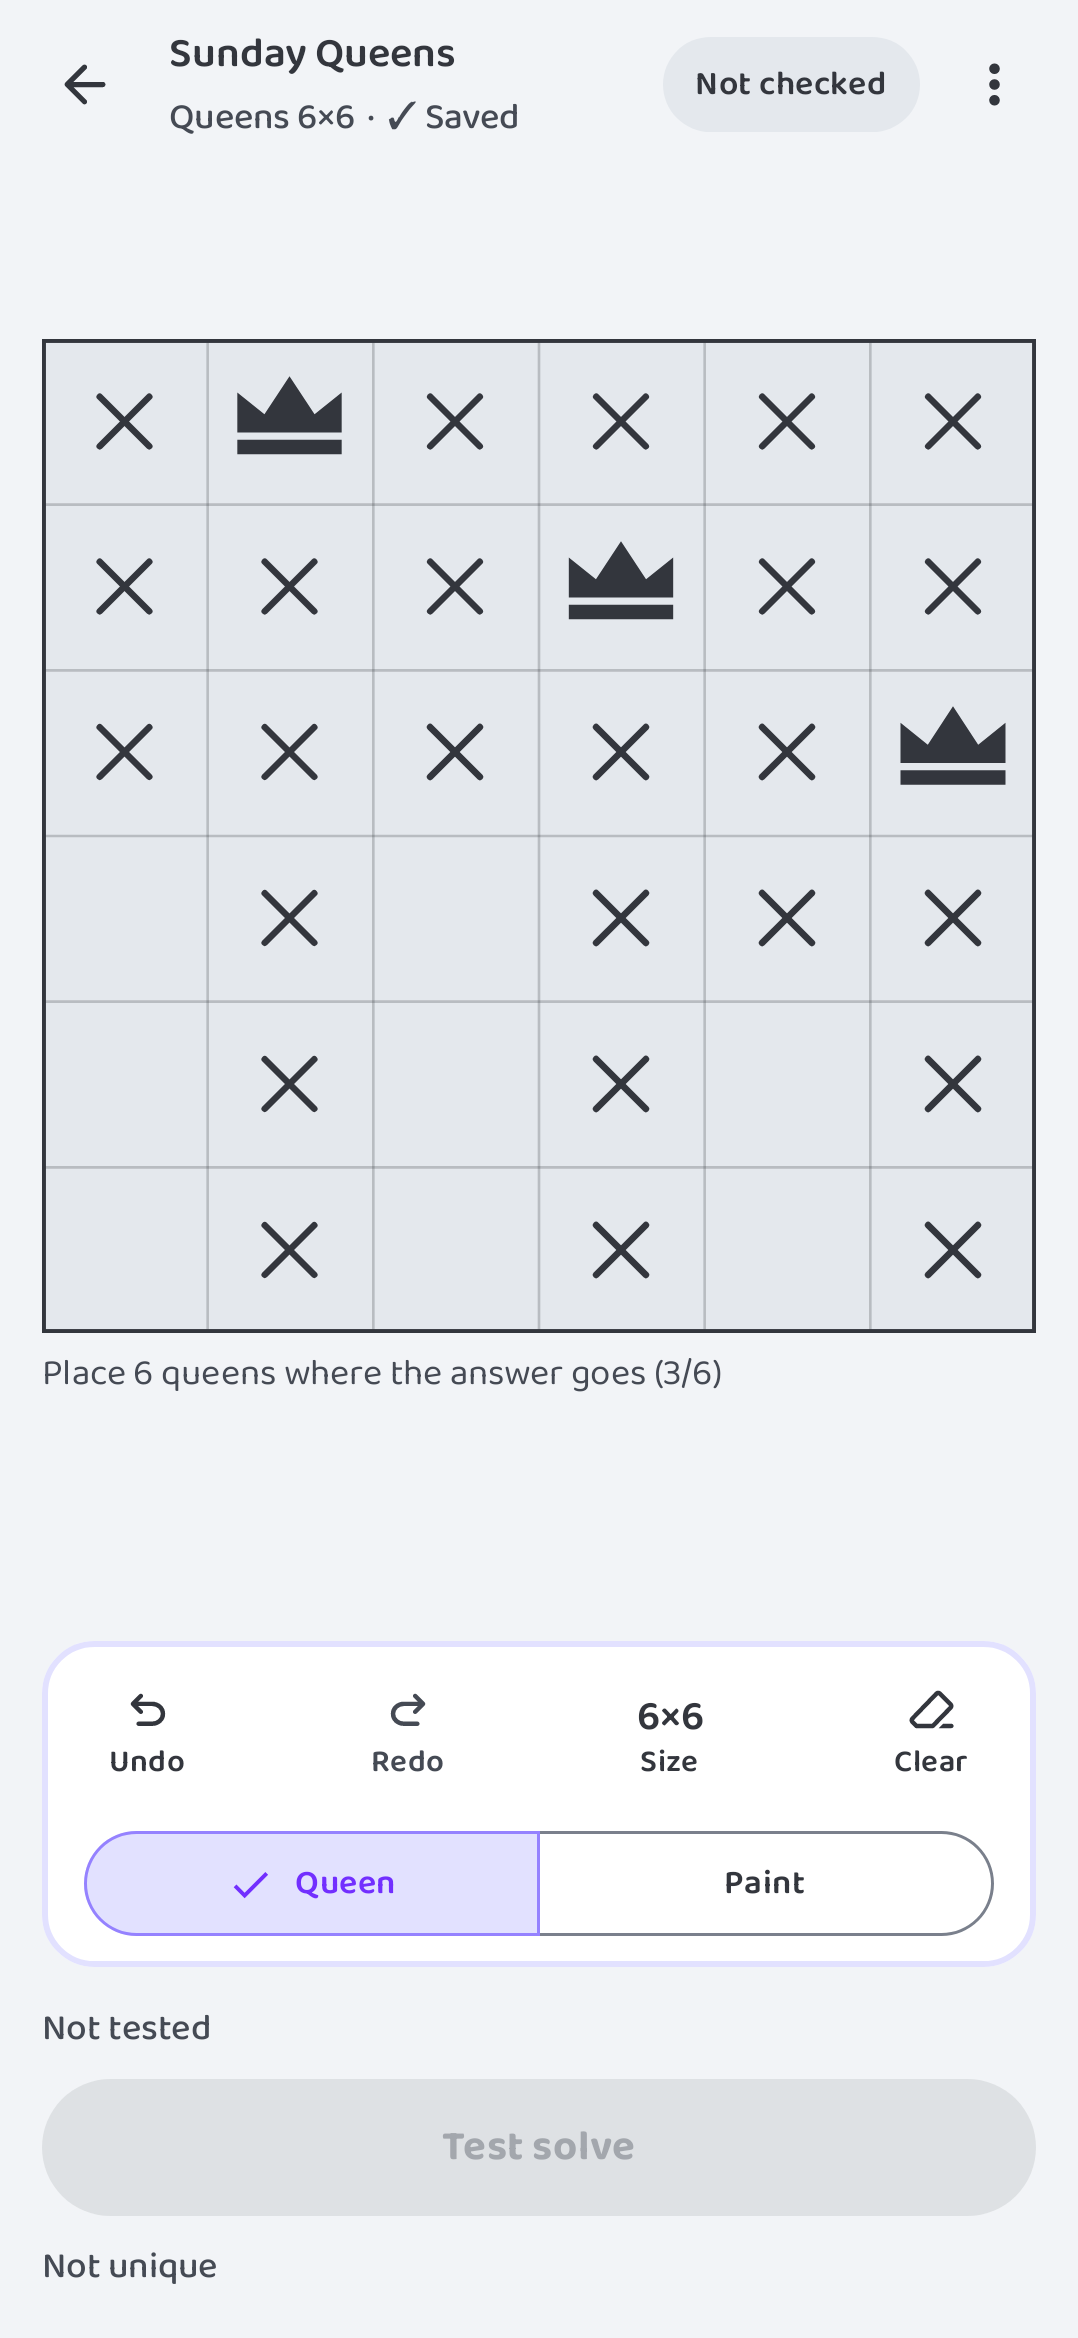 Sunday Queens
Queens 6×6 · ✓ Saved
Not checked
Place 6 queens where the answer goes (3/6)
Undo
Redo
6×6
Size
Clear
Queen
Paint
Not tested
Test solve
Not unique